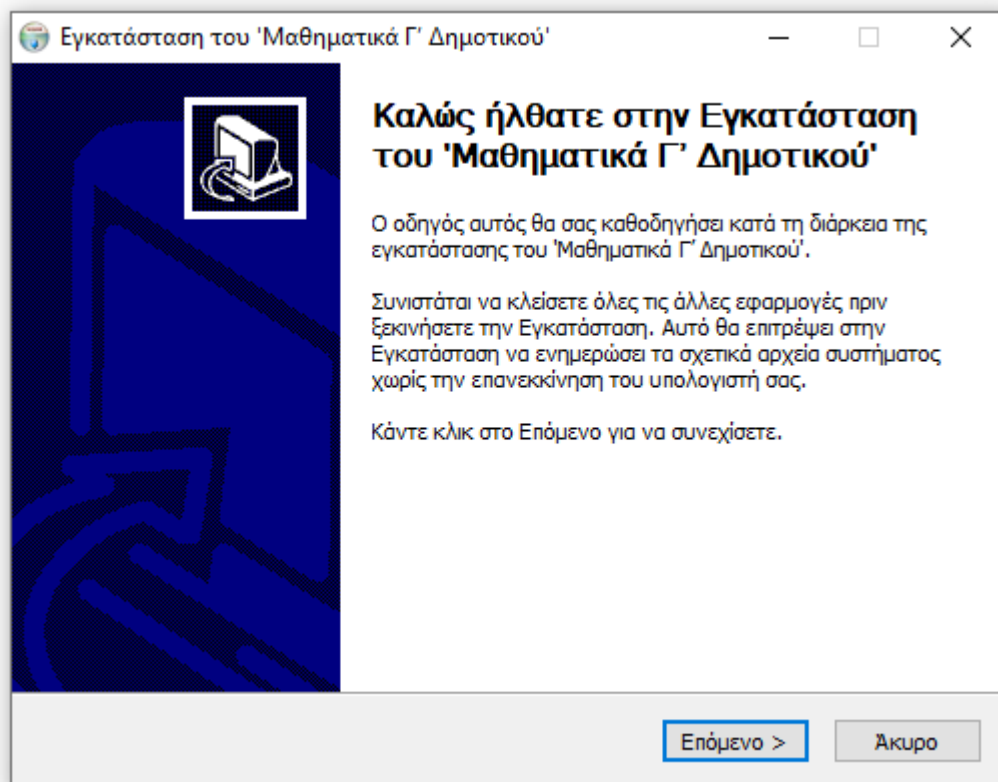 Εγκατάσταση του 'Μαθηματικά Γ’ Δημοτικού'
Καλώς ήλθατε στην Εγκατάσταση
του 'Μαθηματικά Γ’ Δημοτικού'
Ο οδηγός αυτός θα σας καθοδηγήσει κατά τη διάρκεια της
εγκατάστασης του 'Μαθηματικά Γ’ Δημοτικού'.
Συνιστάται να κλείσετε όλες τις άλλες εφαρμογές πριν
ξεκινήσετε την Εγκατάσταση. Αυτό θα επιτρέψει στην
Εγκατάσταση να ενημερώσει τα σχετικά αρχεία συστήματος
χωρίς την επανεκκίνηση του υπολογιστή σας.
Κάντε κλικ στο Επόμενο για να συνεχίσετε.
Επόμενο > Άκυρο